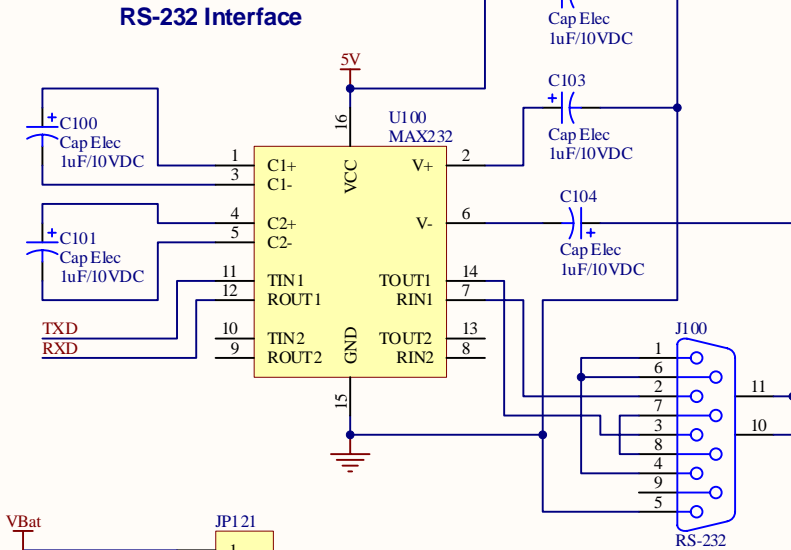 RS-232 Interface
Cap Elec
1uF/10VDC
5V
C103
Cap Elec
1uF/10VDC
U100
MAX232
16
C100
Cap Elec
1uF/10VDC
1 C1+ VCC V+ 2
3 C1-
C104
Cap Elec
1uF/10VDC
4 C2+ V- 6
5 C2-
C101
Cap Elec
1uF/10VDC
11 TIN1 TOUT1 14
12 ROUT1 RIN1 7
TXD
10 TIN2 GND TOUT2 13
RXD
9 ROUT2 RIN2 8
15
J100
1
6
2
7
3
8
4
9
5
11
10
RS-232
VBat
JP121
1